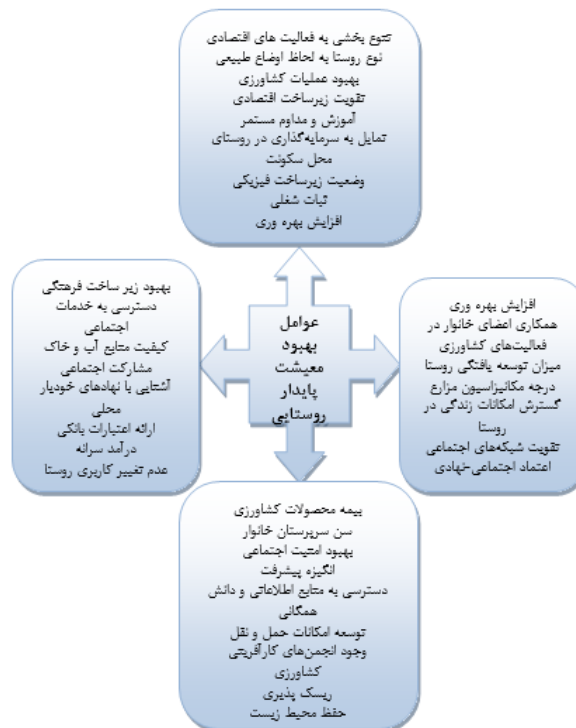 تنوع بخشی به فعالیت های اقتصادی
نوع روستا به لحاظ اوضاع طبیعی
بهبود عملیات کشاورزی
تقویت زیرساخت اقتصادی
آموزش و مداوم مستمر
تمایل به سرمایه‌گذاری در روستای
محل سکونت
وضعیت زیرساخت فیزیکی
ثبات شغلی
افزایش بهره وری
افزایش بهره وری
همکاری اعضای خانوار در
فعالیت‌های کشاورزی
میزان توسعه یافتگی روستا
درجه مکانیزاسیون مزارع
گسترش امکانات زندگی در
روستا
تقویت شبکه‌های اجتماعی
اعتماد اجتماعی-نهادی
عوامل
بهبود
معیشت
پایدار
روستایی
بهبود زیر ساخت فرهنگی
دسترسی به خدمات
اجتماعی
کیفیت منابع آب و خاک
مشارکت اجتماعی
آشنایی با نهادهای خودیار
محلی
ارائه اعتبارات بانکی
درآمد سرانه
عدم تغییر کاربری روستا
بیمه محصولات کشاورزی
سن سرپرستان خانوار
بهبود امنیت اجتماعی
انگیزه پیشرفت
دسترسی به منابع اطلاعاتی و دانش
همگانی
توسعه امکانات حمل و نقل
وجود انجمن‌های کارآفرینی
کشاورزی
ریسک پذیری
حفظ محیط زیست